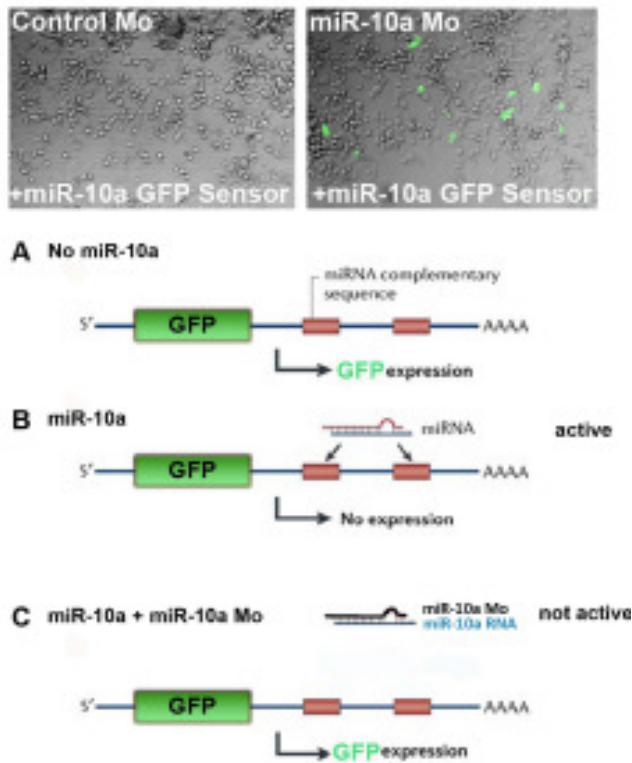 Control Mo
+miR-10a GFP Sensor
miR-10a Mo
+miR-10a GFP Sensor
A No miR-10a
miRNA complementary
sequence
5' GFP AAAA
GFP expression
B miR-10a
miRNA active
5' GFP AAAA
No expression
C miR-10a + miR-10a Mo
miR-10a Mo not active
miR-10a RNA
5' GFP AAAA
GFP expression